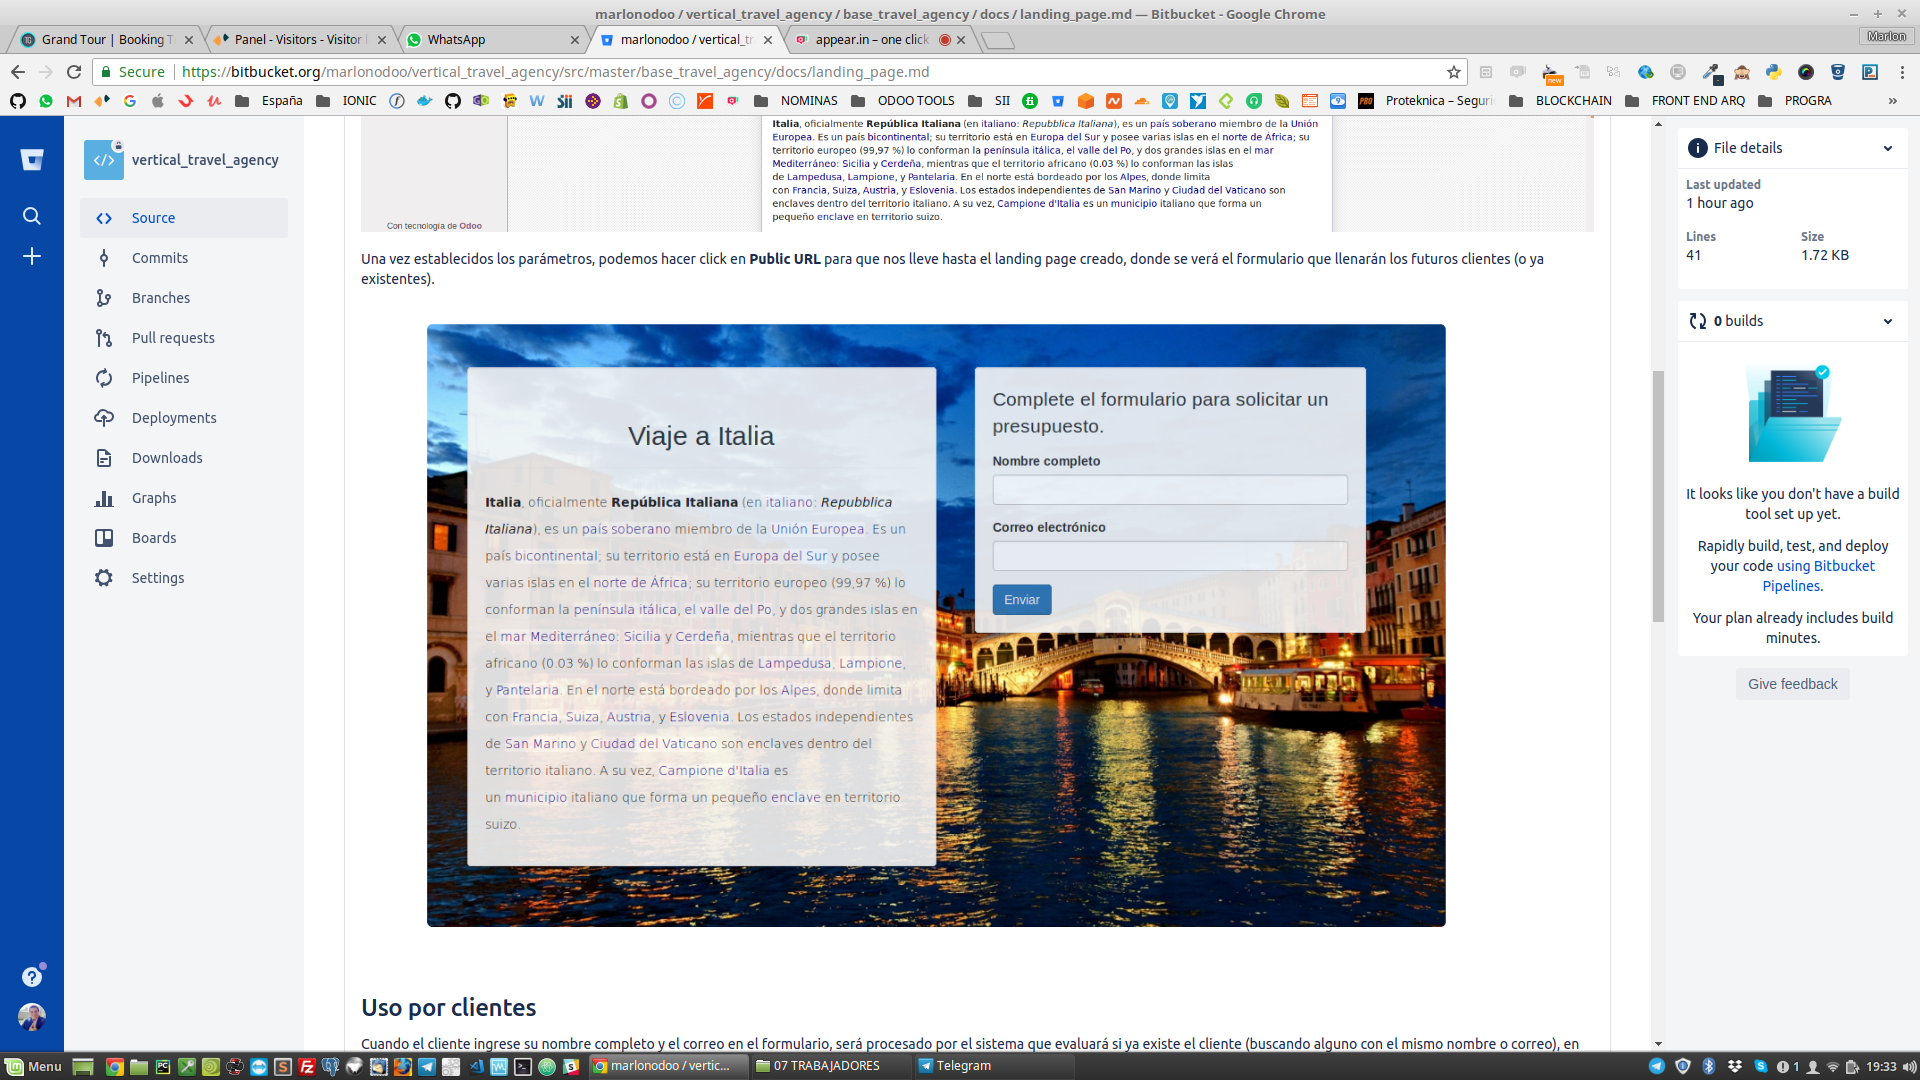 marlonodoo / vertical_travel_agency / base_travel_agency / docs / landing_page.md — Bitbucket - Google Chrome
Grand Tour | Booking T
Panel - Visitors - Visitor
WhatsApp
marlonodoo / vertical_tr
appear.in – one click
Marlon
Secure
https://bitbucket.org/marlonodoo/vertical_travel_agency/src/master/base_travel_agency/docs/landing_page.md
España
IONIC
NOMINAS
ODOO TOOLS
SII
Proteknica – Seguri
BLOCKCHAIN
FRONT END ARQ
PROGRA
vertical_travel_agency
Source
Commits
Branches
Pull requests
Pipelines
Deployments
Downloads
Graphs
Boards
Settings
Italia, oficialmente República Italiana (en italiano: Repubblica Italiana), es un país soberano miembro de la Unión
Europea. Es un país bicontinental; su territorio está en Europa del Sur y posee varias islas en el norte de África; su
territorio europeo (99,97 %) lo conforman la península itálica, el valle del Po, y dos grandes islas en el mar
Mediterráneo: Sicilia y Cerdeña, mientras que el territorio africano (0.03 %) lo conforman las islas
de Lampedusa, Lampione, y Pantelaria. En el norte está bordeado por los Alpes, donde limita
con Francia, Suiza, Austria, y Eslovenia. Los estados independientes de San Marino y Ciudad del Vaticano son
enclaves dentro del territorio italiano. A su vez, Campione d'Italia es un municipio italiano que forma un
pequeño enclave en territorio suizo.
Con tecnología de Odoo
Una vez establecidos los parámetros, podemos hacer click en Public URL para que nos lleve hasta el landing page creado, donde se verá el formulario que llenarán los futuros clientes (o ya
existentes).
Viaje a Italia
Italia, oficialmente República Italiana (en italiano: Repubblica
Italiana), es un país soberano miembro de la Unión Europea. Es un
país bicontinental; su territorio está en Europa del Sur y posee
varias islas en el norte de África; su territorio europeo (99,97 %) lo
conforman la península itálica, el valle del Po, y dos grandes islas en
el mar Mediterráneo: Sicilia y Cerdeña, mientras que el territorio
africano (0.03 %) lo conforman las islas de Lampedusa, Lampione,
y Pantelaria. En el norte está bordeado por los Alpes, donde limita
con Francia, Suiza, Austria, y Eslovenia. Los estados independientes
de San Marino y Ciudad del Vaticano son enclaves dentro del
territorio italiano. A su vez, Campione d'Italia es
un municipio italiano que forma un pequeño enclave en territorio
suizo.
Complete el formulario para solicitar un
presupuesto.
Nombre completo
Correo electrónico
Enviar
Uso por clientes
Cuando el cliente ingrese su nombre completo y el correo en el formulario, será procesado por el sistema que evaluará si ya existe el cliente (buscando alguno con el mismo nombre o correo), en
File details
Last updated
1 hour ago
Lines
Size
41
1.72 KB
0 builds
It looks like you don't have a build
tool set up yet.
Rapidly build, test, and deploy
your code using Bitbucket
Pipelines.
Your plan already includes build
minutes.
Give feedback
Menu
marlonodoo / vertic...
07 TRABAJADORES
Telegram
1
19:33